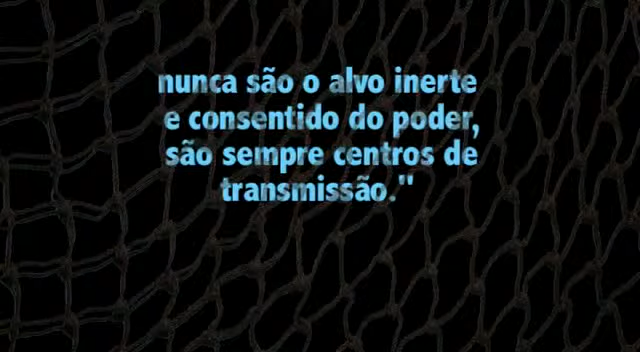 nunca são o alvo inerte
e consentido do poder,
são sempre centros de
transmissão."